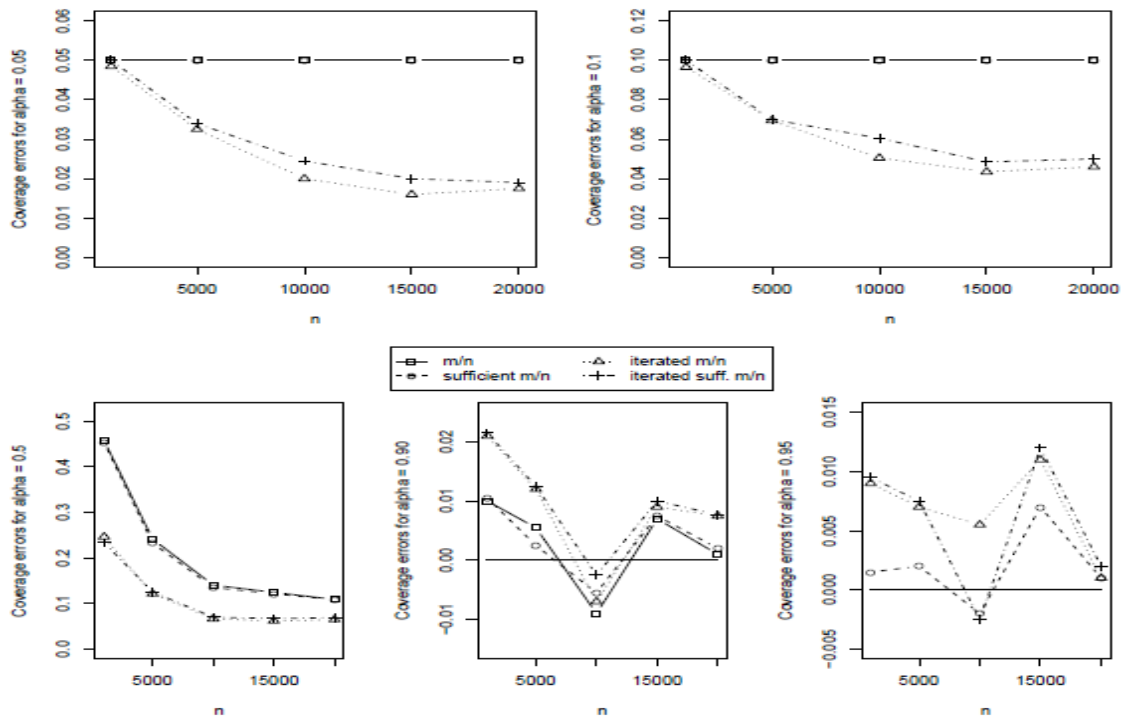 Coverage errors for alpha = 0.05
0.06
0.05
0.04
0.03
0.02
0.01
0.00
5000 10000 15000 20000
n
Coverage errors for alpha = 0.1
0.12
0.10
0.08
0.06
0.04
0.02
0.00
5000 10000 15000 20000
n
m/n
sufficient m/n
iterated m/n
iterated suff. m/n
Coverage errors for alpha = 0.5
0.5
0.4
0.3
0.2
0.1
0.0
5000 15000
n
Coverage errors for alpha = 0.90
0.02
0.01
0.00
−0.01
5000 15000
n
Coverage errors for alpha = 0.95
0.015
0.010
0.005
0.000
−0.005
5000 15000
n